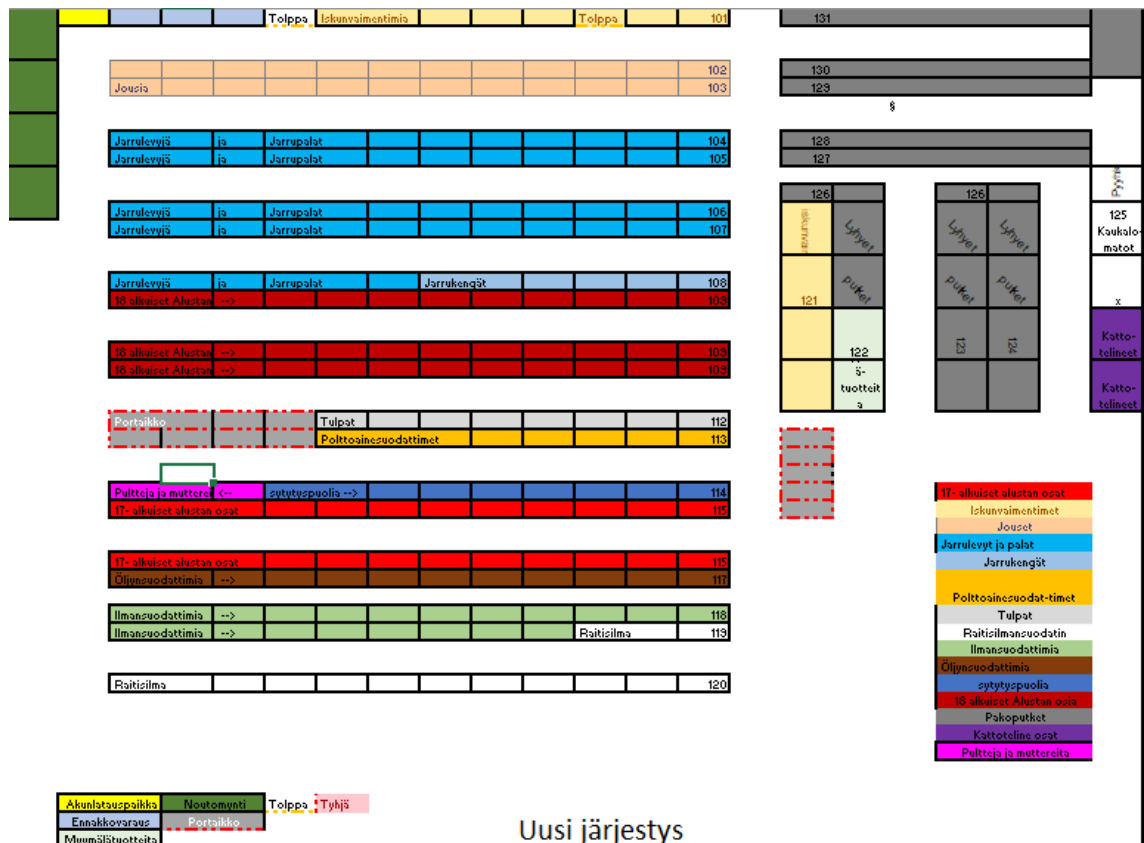 Tolppa Iskunvaimentimia Tolppa 101 131
102 130
Jousia 103 129
§
Jarrulevyjä ja Jarrupalat 104 128
Jarrulevyjä ja Jarrupalat 105 127
126 126
Lyhyet Lyhyet Lyhyet
Jarrulevyjä ja Jarrupalat 106 125
Jarrulevyjä ja Jarrupalat 107 Kaukalo-
matot
Jarrulevyjä ja Jarrupalat Jarrukengät 108 putket putket putket
18 alkuiset Alustan --> 109 121 x
Katto-
telineet
18 alkuiset Alustan --> 109 122 123 124
18 alkuiset Alustan --> 109
ä-
tuotteit
a
Katto-
telineet
Portaikko Tulpat 112
Polttoainesuodattimet 113
Pultteja ja mutterei <-- sytytyspuolia --> 114
17- alkuiset alustan osat 115
17- alkuiset alustan osat 115
Öljynsuodattimia --> 117
Ilmansuodattimia --> 118
Ilmansuodattimia --> Raitisilma 119
Raitisilma 120
17- alkuiset alustan osat
Iskunvaimentimet
Jouset
Jarrulevyt ja palat
Jarrukengät
Polttoainesuodat-timet
Tulpat
Raitisilmansuodatin
Ilmansuodattimia
Öljynsuodattimia
sytytyspuolia
18 alkuiset Alustan osia
Pakoputket
Kattoteline osat
Pultteja ja muttereita
Akunlatauspaikka Noutomynti Tolppa Tyhjä
Ennakkovaraus Portaikko
Muumälätuotteita
Uusi järjestys